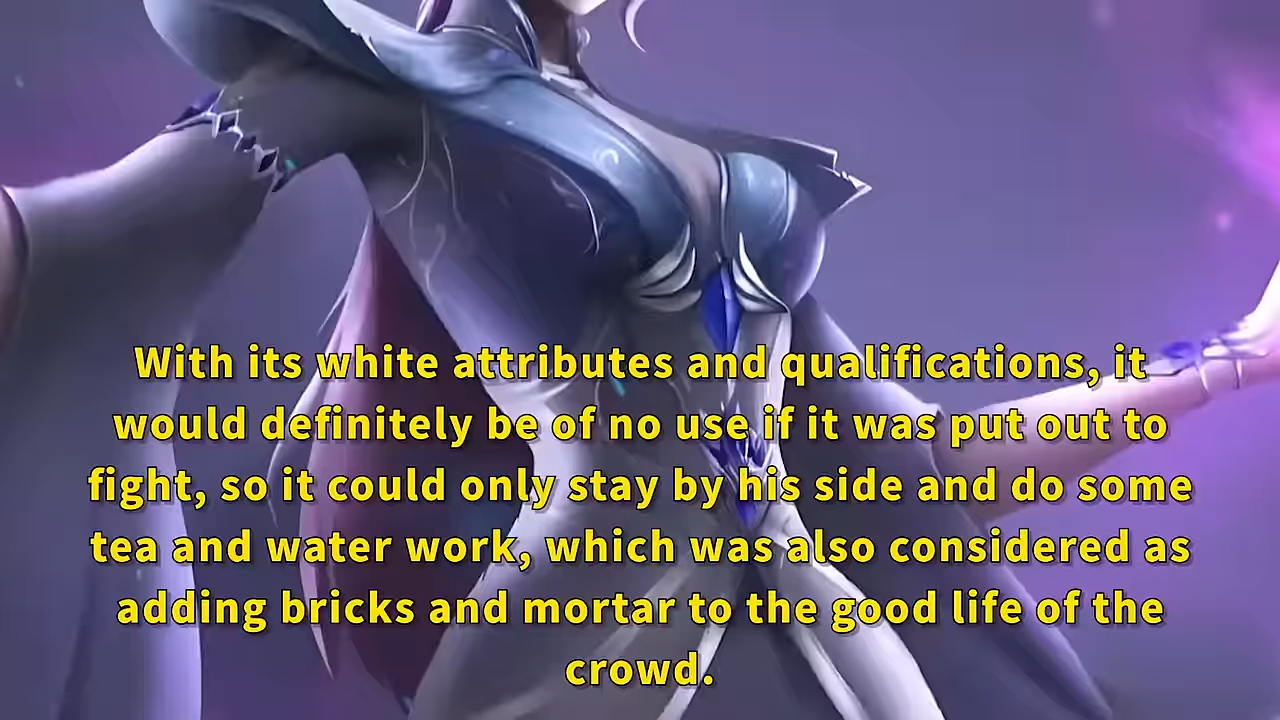 With its white attributes and qualifications, it
would definitely be of no use if it was put out to
fight, so it could only stay by his side and do some
tea and water work, which was also considered as
adding bricks and mortar to the good life of the
crowd.